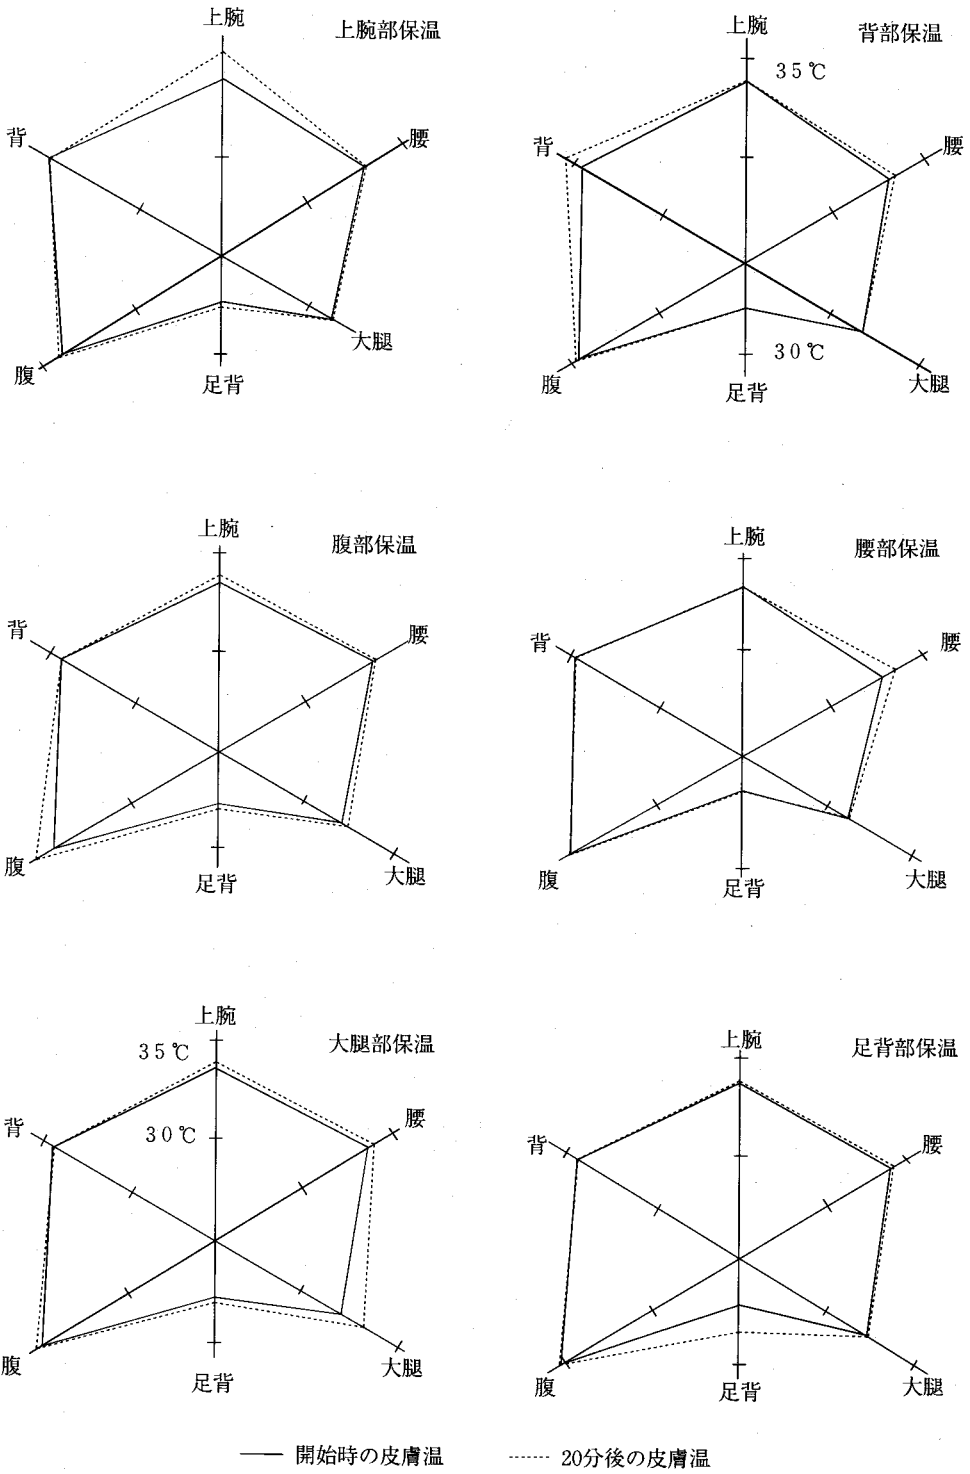 上腕
上腕部保温
背
腰
腹
大腿
足背
上腕
背部保温
35℃
背
腰
30℃
腹
大腿
足背
上腕
腹部保温
背
腰
腹
大腿
足背
上腕
腰部保温
背
腰
腹
大腿
足背
上腕
大腿部保温
35℃
背
30℃
腰
腹
大腿
足背
上腕
足背部保温
背
腰
腹
大腿
足背
開始時の皮膚温
20分後の皮膚温